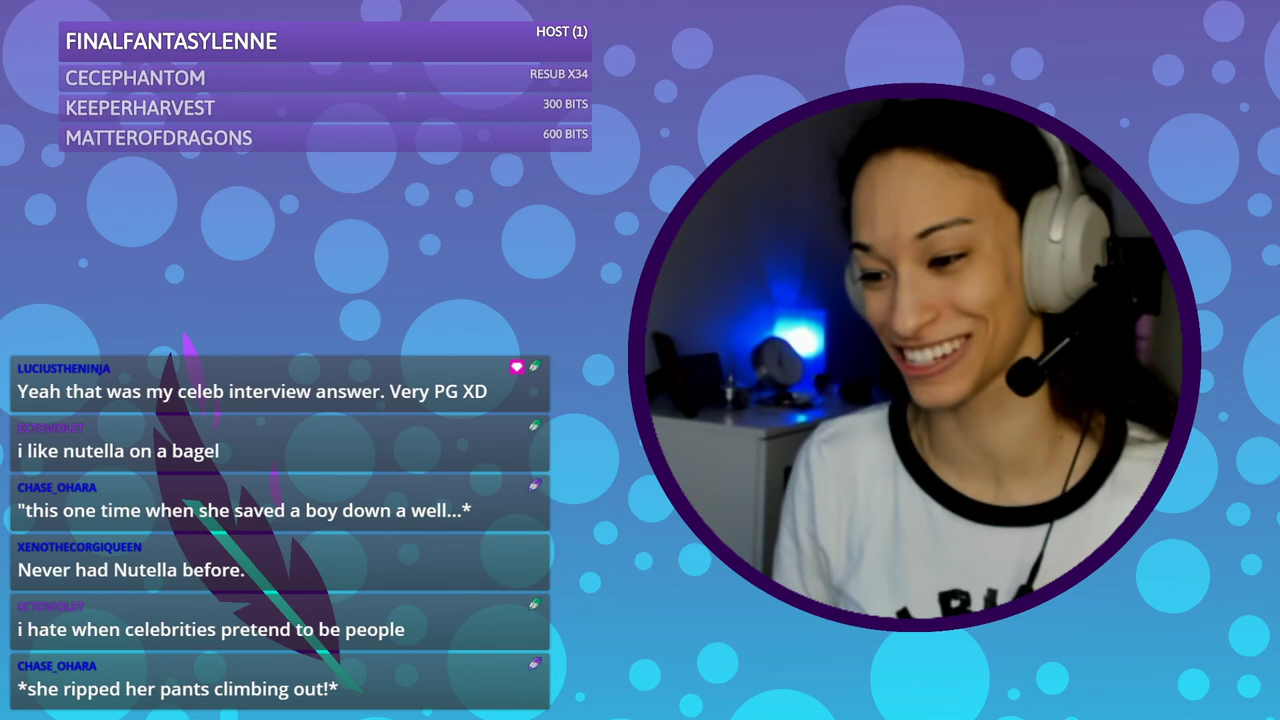 FINALFANTASYLENNE HOST (1)
CECEPHANTOM RESUB X34
KEEPERHARVEST 300 BITS
MATTEROFDRAGONS 600 BITS
LUCIUSTHENINJA
Yeah that was my celeb interview answer. Very PG XD
i like nutella on a bagel
CHASE_OHARA
"this one time when she saved a boy down a well...*
XENOTHECORGIQUEEN
Never had Nutella before.
i hate when celebrities pretend to be people
CHASE_OHARA
*she ripped her pants climbing out!*